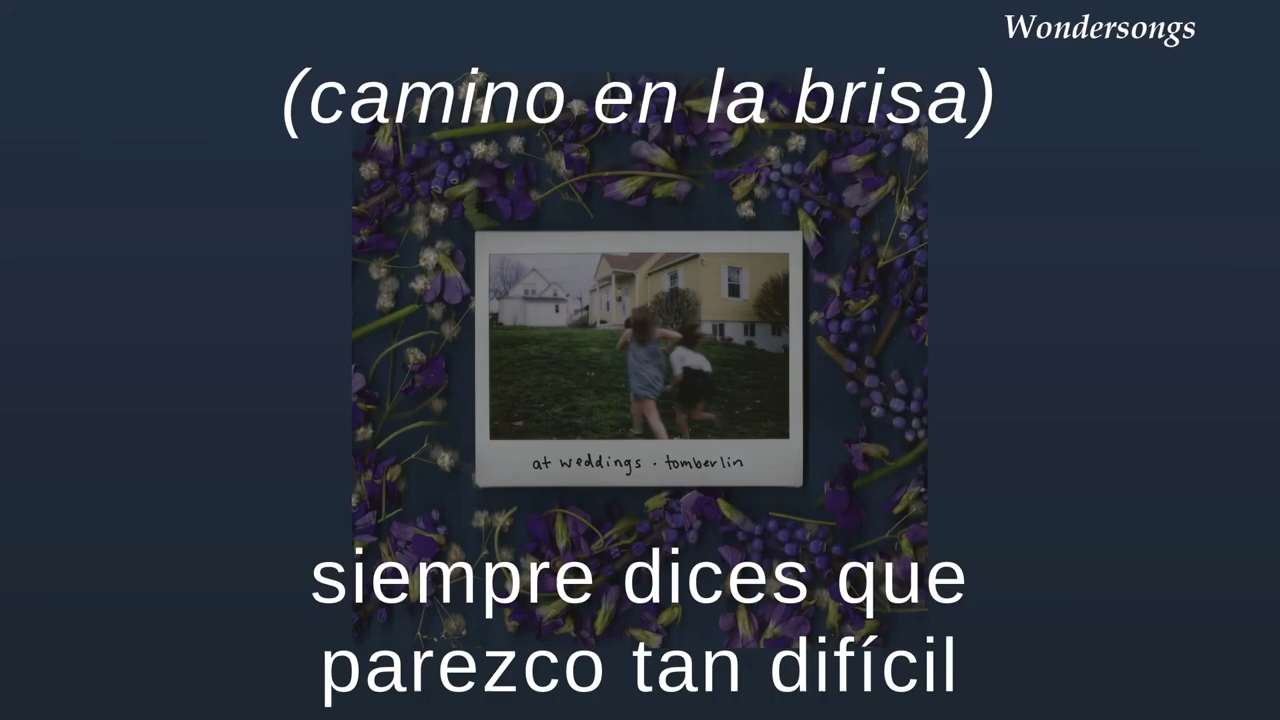 Wondersongs
(camino en la brisa)
at weddings · tomberlin
siempre dices que
parezco tan difícil